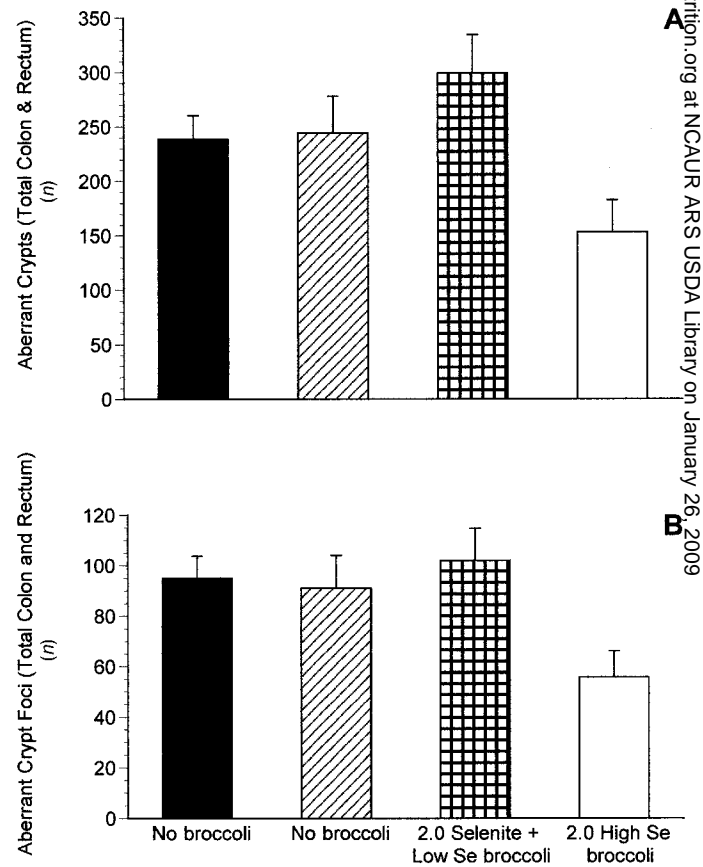 A
Aberrant Crypts (Total Colon & Rectum)
(n)
350
300
250
200
150
100
50
0
B
Aberrant Crypt Foci (Total Colon and Rectum)
(n)
120
100
80
60
40
20
0
No broccoli
No broccoli
2.0 Selenite +
Low Se broccoli
2.0 High Se
broccoli
rition.org at NCAUR ARS USDA Library on January 26, 2009